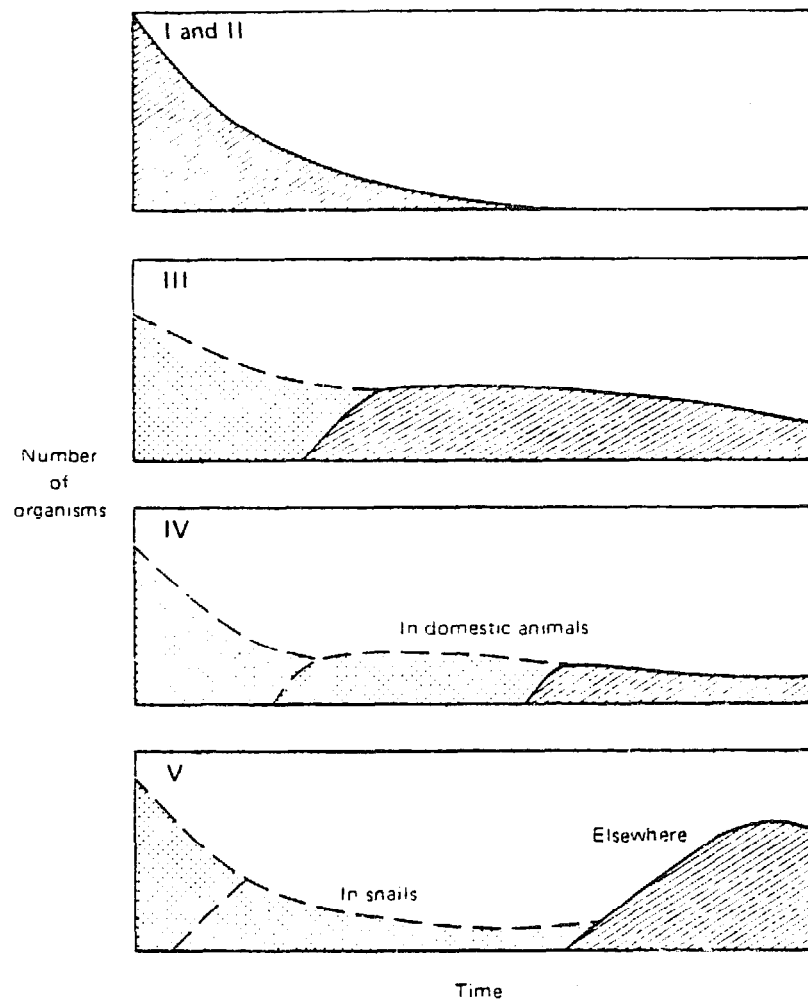 I and II
III
Number
of
organisms
IV
In domestic animals
V
Elsewhere
In snails
Time